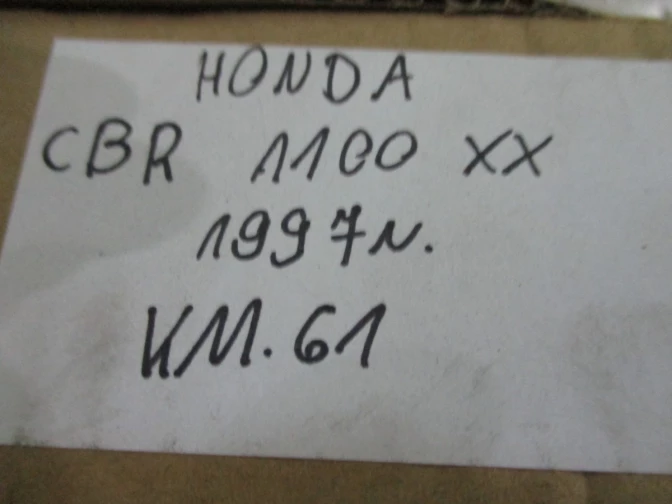 HONDA
CBR 1100 XX
1997r.
KM. 61